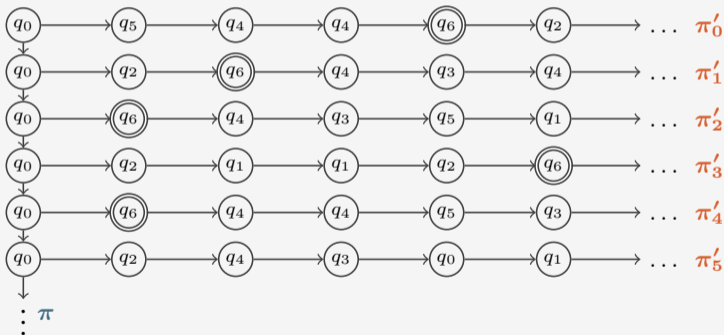 q₀ q₅ q₄ q₄ q₆ q₂ ... π′₀
q₀ q₂ q₆ q₄ q₃ q₄ ... π′₁
q₀ q₆ q₄ q₃ q₅ q₁ ... π′₂
q₀ q₂ q₁ q₁ q₂ q₆ ... π′₃
q₀ q₆ q₄ q₄ q₅ q₃ ... π′₄
q₀ q₂ q₄ q₃ q₀ q₁ ... π′₅
⋮ π